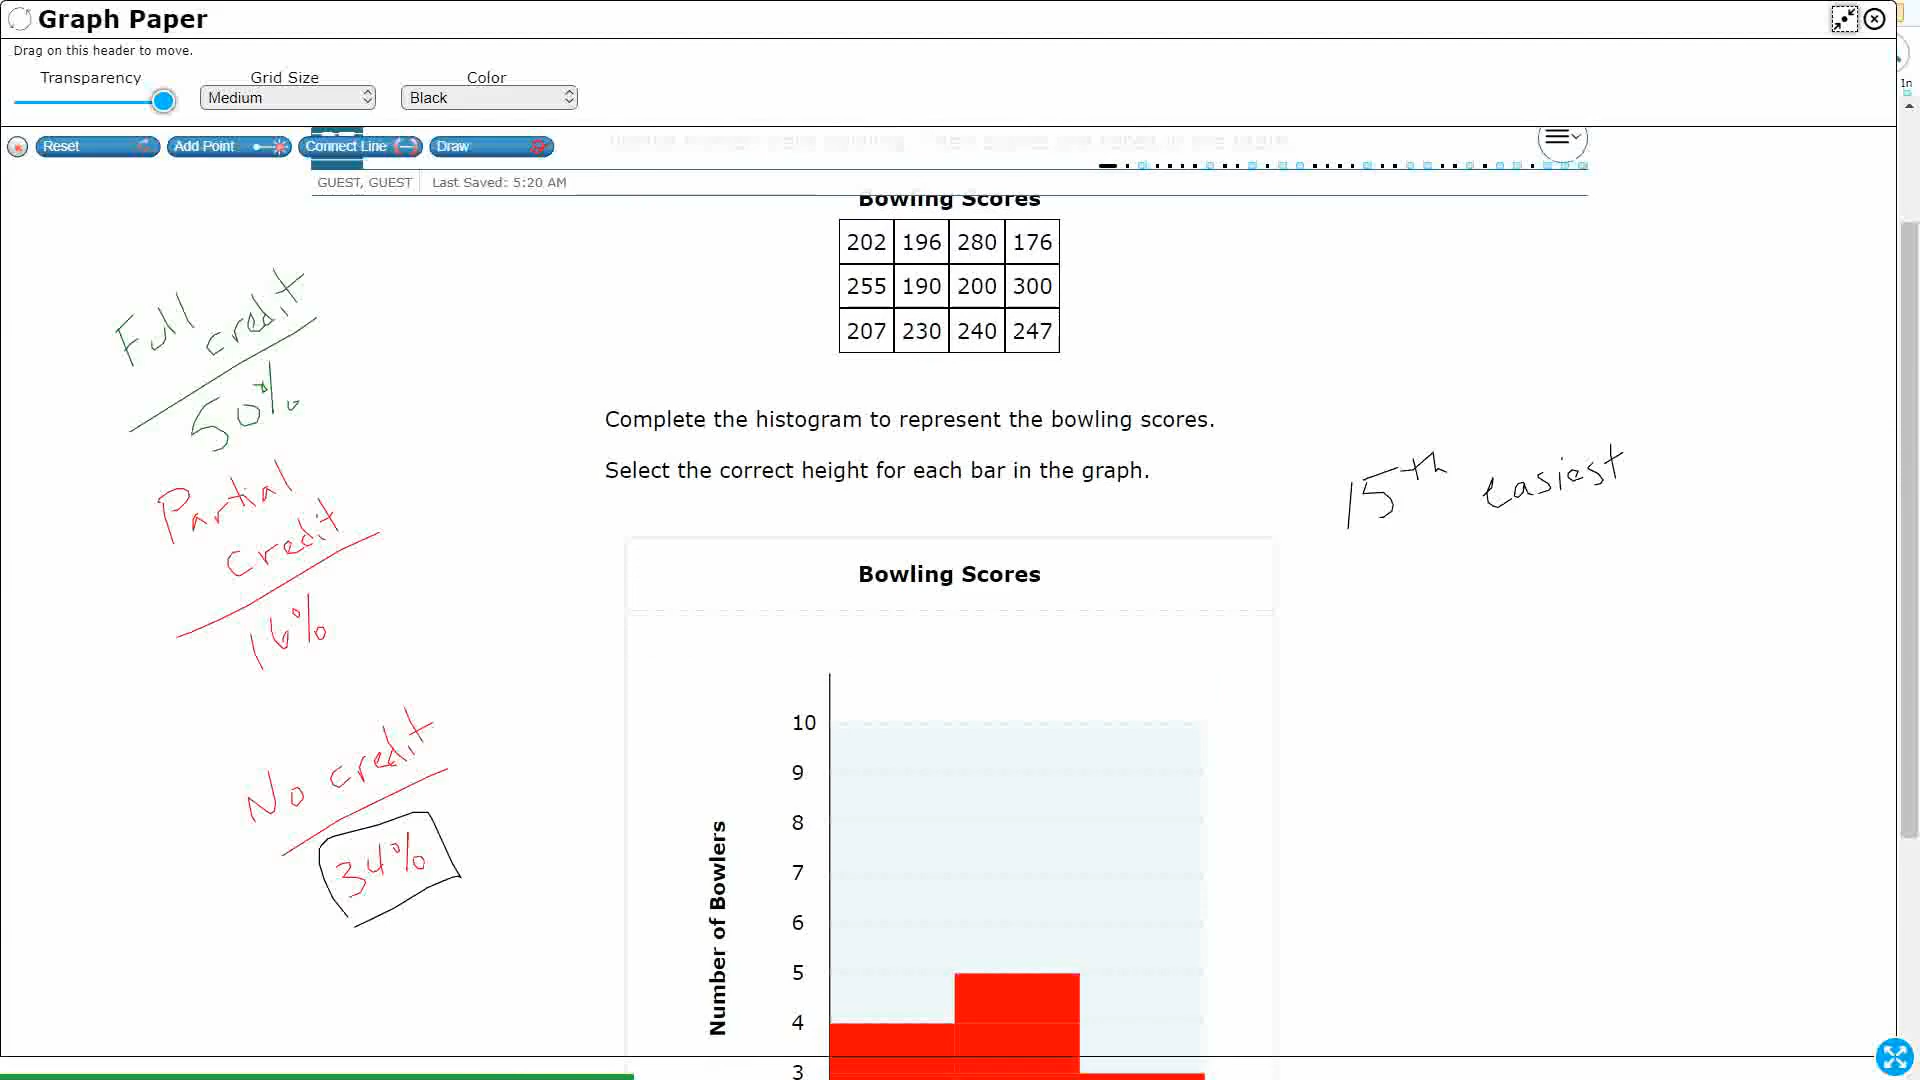 Graph Paper
Drag on this header to move.
Transparency Grid Size Color
Medium Black
Reset Add Point Connect Line Draw
GUEST, GUEST Last Saved: 5:20 AM
In
Bowling Scores
202 196 280 176
255 190 200 300
207 230 240 247
Complete the histogram to represent the bowling scores.
Select the correct height for each bar in the graph.
Full credit
50%
Partial credit
16%
No credit
34%
15th easiest
Bowling Scores
Number of Bowlers
10
9
8
7
6
5
4
3